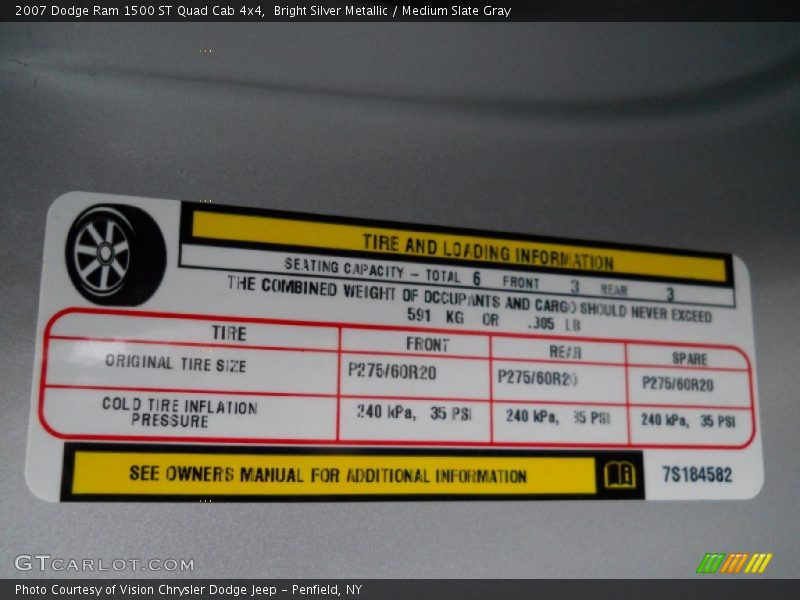 2007 Dodge Ram 1500 ST Quad Cab 4x4, Bright Silver Metallic / Medium Slate Gray
TIRE AND LOADING INFORMATION
SEATING CAPACITY - TOTAL 6 FRONT 3 REAR 3
THE COMBINED WEIGHT OF OCCUPANTS AND CARGO SHOULD NEVER EXCEED
591 KG OR 305 LB
TIRE FRONT REAR SPARE
ORIGINAL TIRE SIZE P275/60R20 P275/60R20 P275/60R20
COLD TIRE INFLATION
PRESSURE 240 kPa, 35 PSI 240 kPa, 35 PSI 240 kPa, 35 PSI
SEE OWNERS MANUAL FOR ADDITIONAL INFORMATION 7S184582
GTCARLOT.COM
Photo Courtesy of Vision Chrysler Dodge Jeep - Penfield, NY